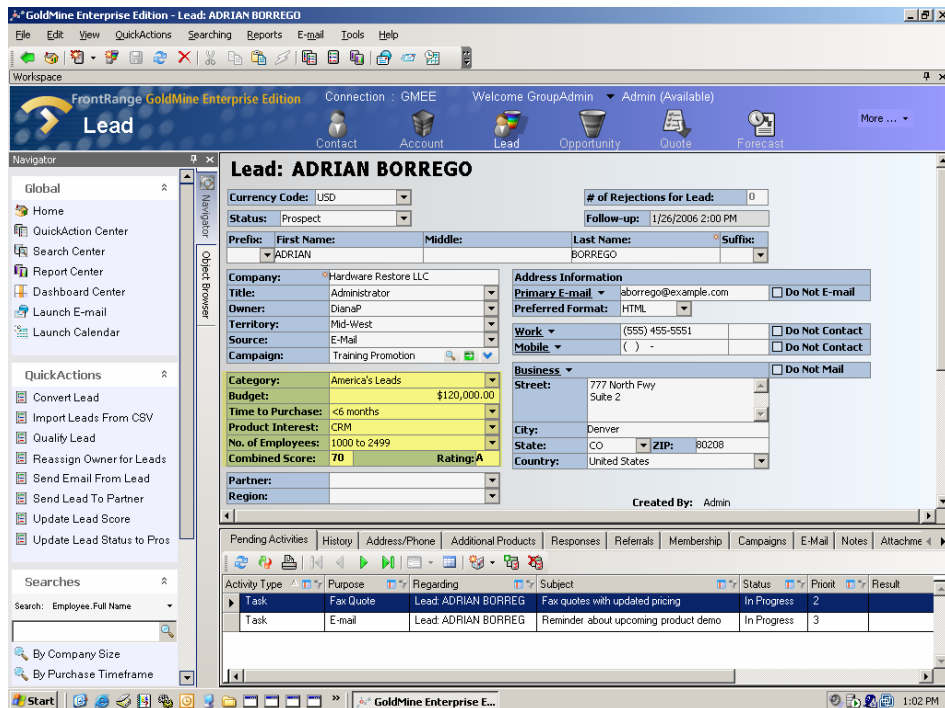 GoldMine Enterprise Edition - Lead: ADRIAN BORREGO
File Edit View QuickActions Searching Reports E-mail Tools Help
Workspace
FrontRange GoldMine Enterprise Edition Connection : GMEE Welcome GroupAdmin Admin (Available)
Lead
More ...
Contact Account Lead Opportunity Quote Forecast
Navigator
Navigator
Object Browser
Global
Home
QuickAction Center
Search Center
Report Center
Dashboard Center
Launch E-mail
Launch Calendar
QuickActions
Convert Lead
Import Leads From CSV
Qualify Lead
Reassign Owner for Leads
Send Email From Lead
Send Lead To Partner
Update Lead Score
Update Lead Status to Pros
Searches
Search: Employee.Full Name
By Company Size
By Purchase Timeframe
Lead: ADRIAN BORREGO
Currency Code: USD # of Rejections for Lead: 0
Status: Prospect Follow-up: 1/26/2006 2:00 PM
Prefix: First Name: Middle: Last Name: Suffix:
ADRIAN BORREGO
Company: Hardware Restore LLC
Title: Administrator
Owner: DianaP
Territory: Mid-West
Source: E-Mail
Campaign: Training Promotion
Category: America's Leads
Budget: $120,000.00
Time to Purchase: <6 months
Product Interest: CRM
No. of Employees: 1000 to 2499
Combined Score: 70 Rating: A
Partner:
Region:
Address Information
Primary E-mail aborrego@example.com Do Not E-mail
Preferred Format: HTML
Work (555) 455-5551 Do Not Contact
Mobile ( ) - Do Not Contact
Business Do Not Mail
Street: 777 North Fwy
Suite 2
City: Denver
State: CO ZIP: 80208
Country: United States
Created By: Admin
Pending Activities History Address/Phone Additional Products Responses Referrals Membership Campaigns E-Mail Notes Attachme
Activity Type Purpose Regarding Subject Status Priorit Result
Task Fax Quote Lead: ADRIAN BORREG Fax quotes with updated pricing In Progress 2
Task E-mail Lead: ADRIAN BORREG Reminder about upcoming product demo In Progress 3
Start GoldMine Enterprise E... 1:02 PM